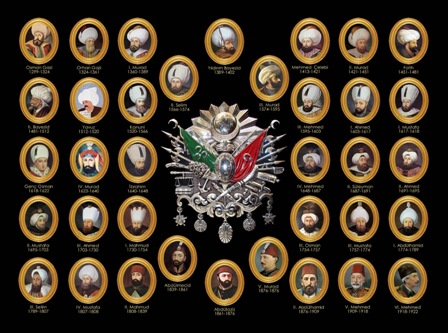 Osman Gazi
1299-1324
Orhan Gazi
1324-1361
I. Murad
1360-1389
Yıldırım Bayezid
1389-1402
Mehmed Çelebi
1413-1421
II. Murad
1421-1451
Fatih
1451-1481
II. Selim
1566-1574
III. Murad
1574-1595
II. Bayezid
1481-1512
Yavuz
1512-1520
Kanuni
1520-1566
III. Mehmed
1595-1603
I. Ahmed
1603-1617
I. Mustafa
1617-1618
Genç Osman
1618-1622
IV. Murad
1623-1640
İbrahim
1640-1648
IV. Mehmed
1648-1687
II. Süleyman
1687-1691
II. Ahmed
1691-1695
II. Mustafa
1695-1703
III. Ahmed
1703-1730
I. Mahmud
1730-1754
III. Osman
1754-1757
III. Mustafa
1757-1774
I. Abdülhamid
1774-1789
Abdülmecid
1839-1861
Abdülaziz
1861-1876
V. Murad
1876-1876
III. Selim
1789-1807
IV. Mustafa
1807-1808
II. Mahmud
1808-1839
II. Abdülhamid
1876-1909
V. Mehmed
1909-1918
VI. Mehmed
1918-1922